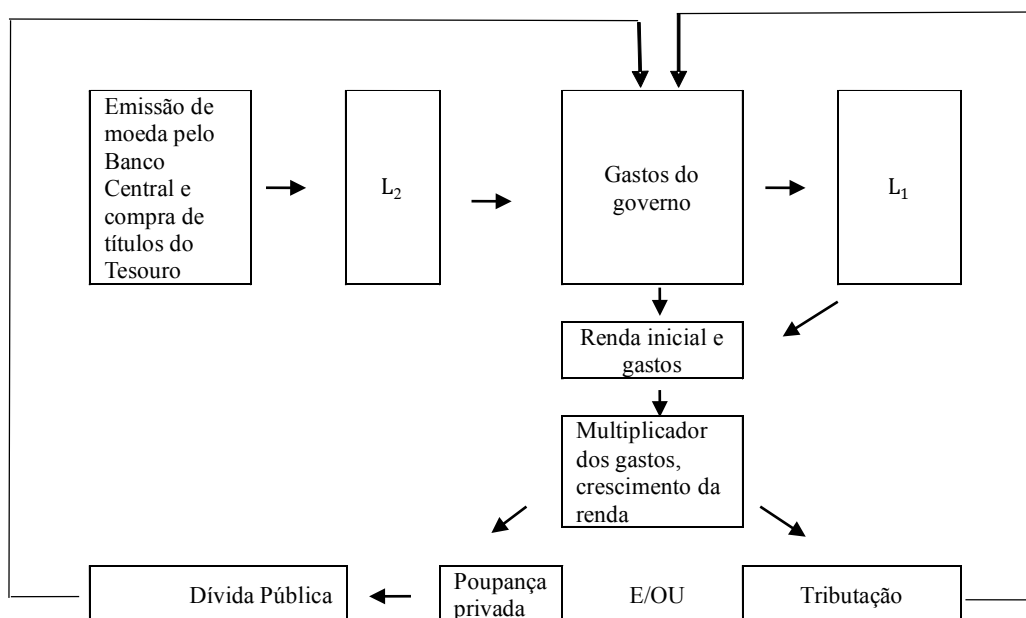 Emissão de
moeda pelo
Banco
Central e
compra de
títulos do
Tesouro
L₂
Gastos do
governo
L₁
Renda inicial e
gastos
Multiplicador
dos gastos,
crescimento da
renda
Dívida Pública
Poupança
privada
E/OU
Tributação